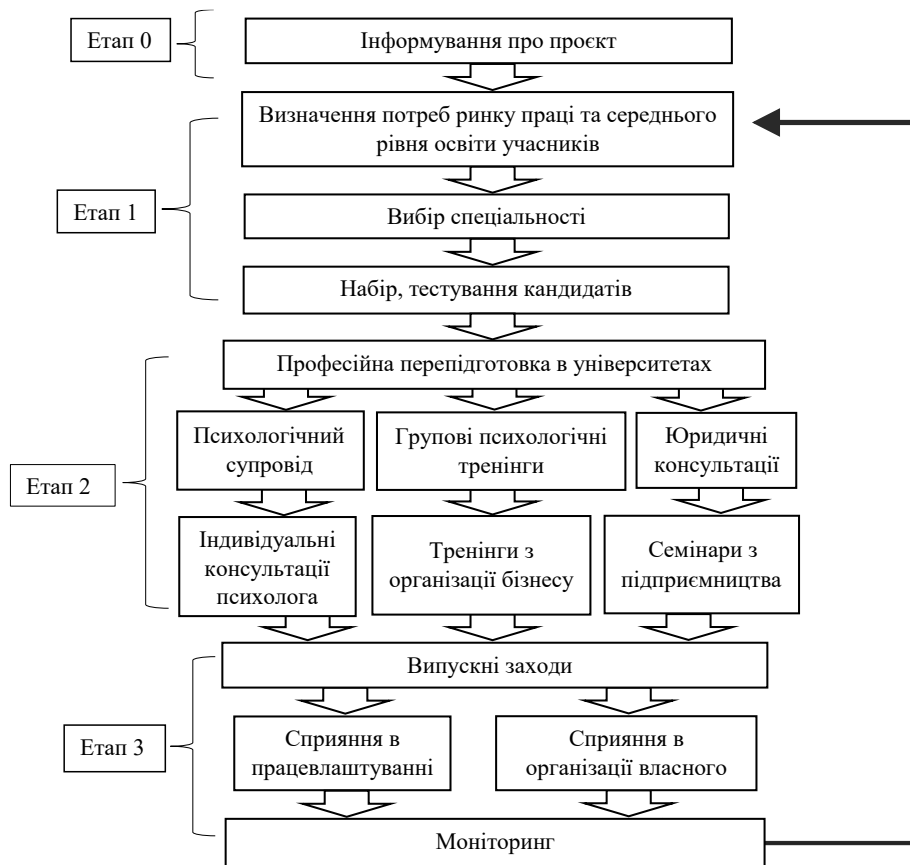 Етап 0
Інформування про проєкт
Визначення потреб ринку праці та середнього
рівня освіти учасників
Етап 1
Вибір спеціальності
Набір, тестування кандидатів
Професійна перепідготовка в університетах
Психологічний
супровід
Групові психологічні
тренінги
Юридичні
консультації
Етап 2
Індивідуальні
консультації
психолога
Тренінги з
організації бізнесу
Семінари з
підприємництва
Випускні заходи
Етап 3
Сприяння в
працевлаштуванні
Сприяння в
організації власного
Моніторинг